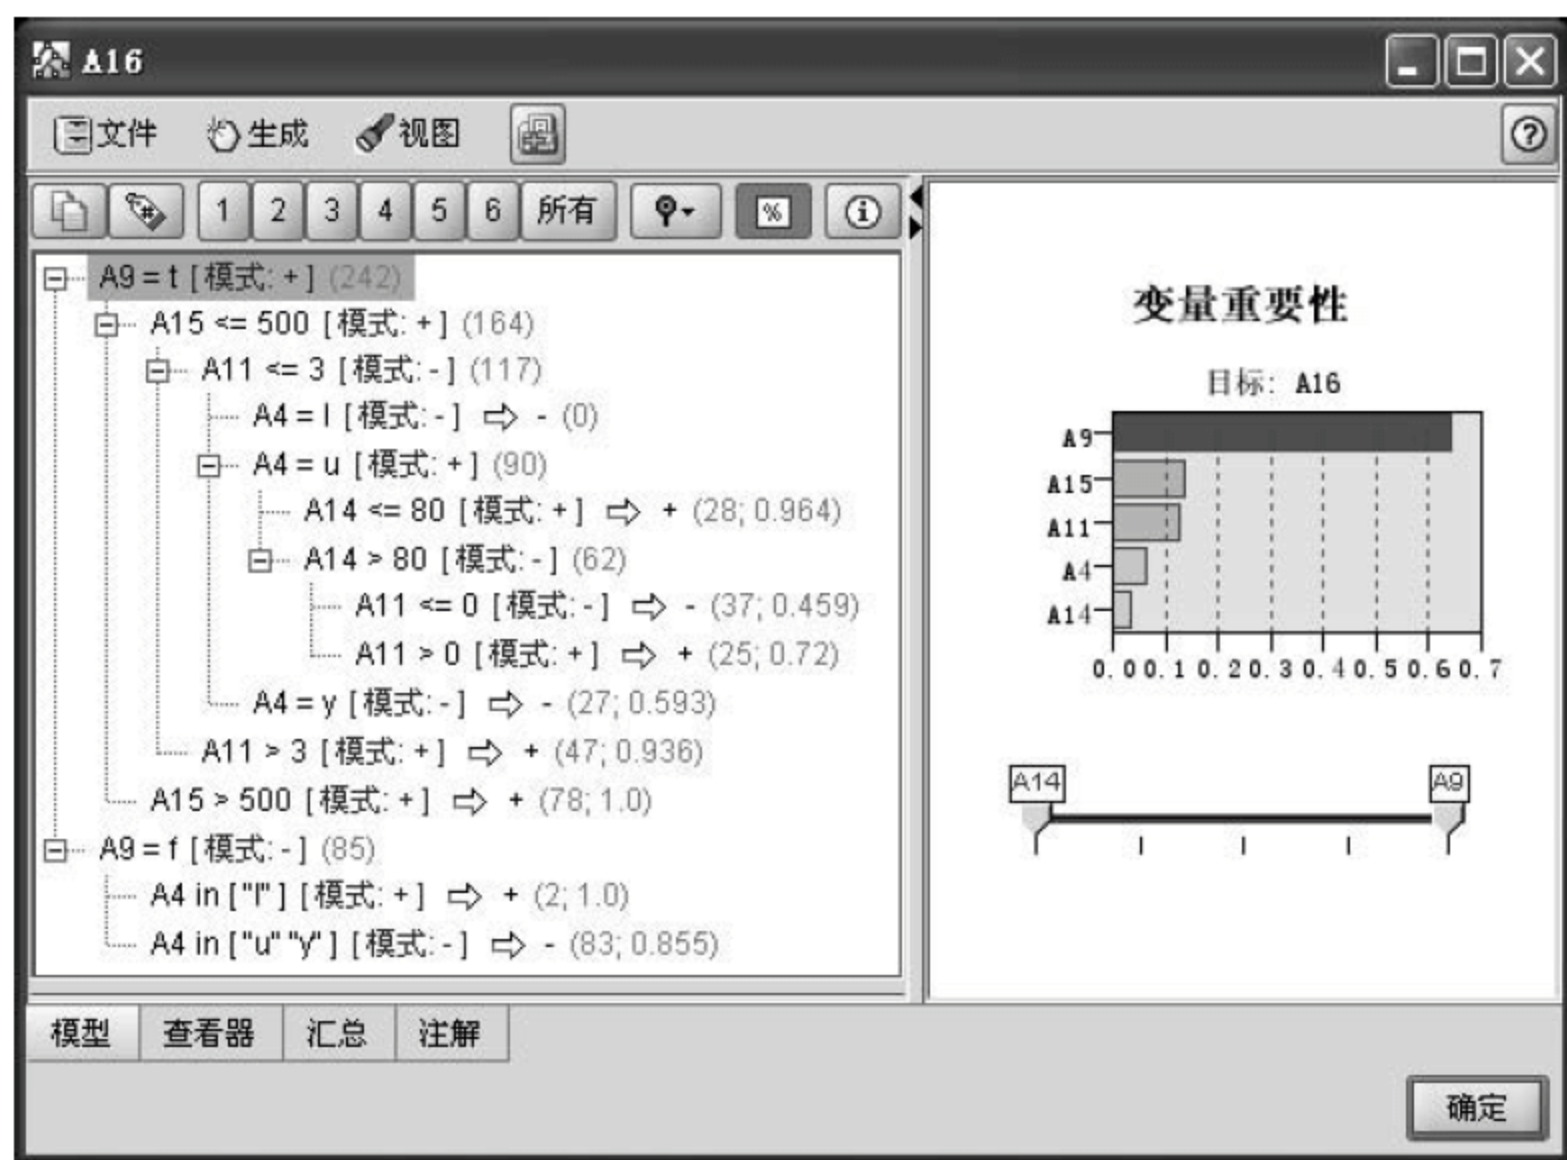 A16
文件 生成 视图
1 2 3 4 5 6 所有 %
A9 = t [模式: +] (242)
A15 <= 500 [模式: +] (164)
A11 <= 3 [模式: -] (117)
A4 = l [模式: -] ⇨ - (0)
A4 = u [模式: +] (90)
A14 <= 80 [模式: +] ⇨ + (28; 0.964)
A14 > 80 [模式: -] (62)
A11 <= 0 [模式: -] ⇨ - (37; 0.459)
A11 > 0 [模式: +] ⇨ + (25; 0.72)
A4 = y [模式: -] ⇨ - (27; 0.593)
A11 > 3 [模式: +] ⇨ + (47; 0.936)
A15 > 500 [模式: +] ⇨ + (78; 1.0)
A9 = f [模式: -] (85)
A4 in ["l"] [模式: +] ⇨ + (2; 1.0)
A4 in ["u" "y"] [模式: -] ⇨ - (83; 0.855)
变量重要性
目标: A16
A9
A15
A11
A4
A14
0.0 0.1 0.2 0.3 0.4 0.5 0.6 0.7
A14 A9
模型 查看器 汇总 注解
确定